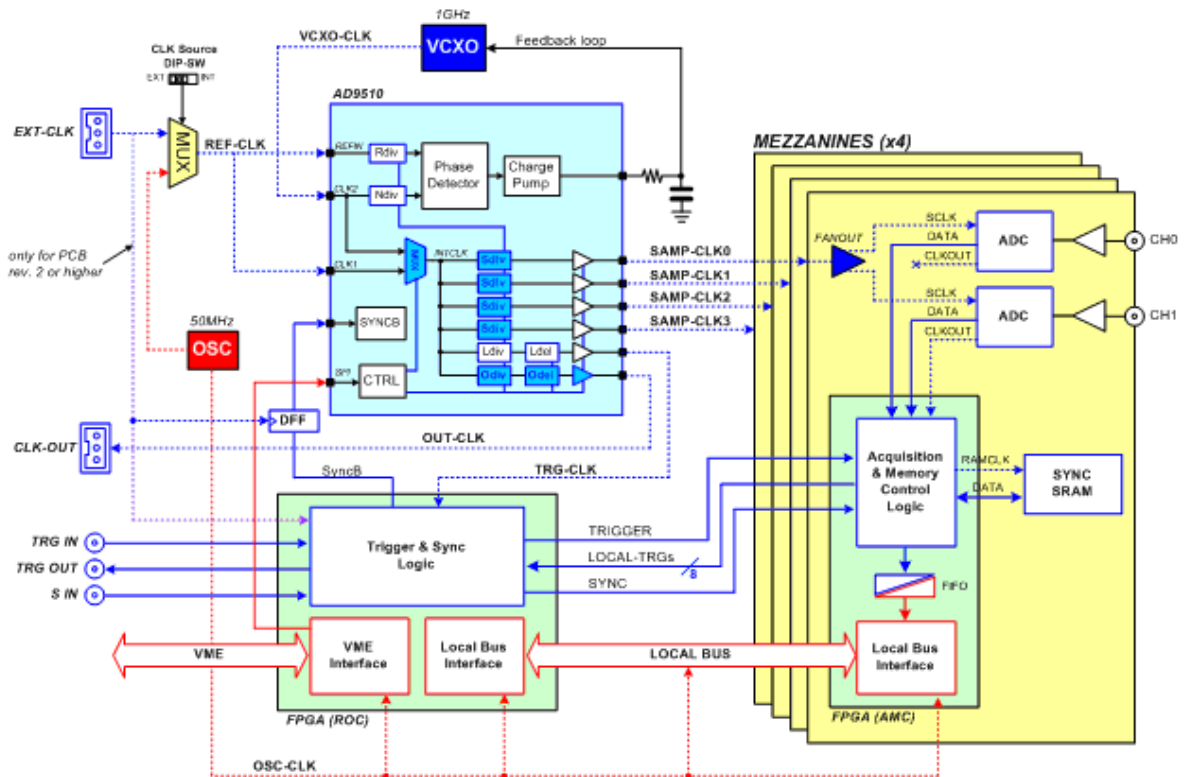 1GHz
VCXO-CLK
VCXO
Feedback loop
CLK Source
DIP-SW
EXT
INT
AD9510
EXT-CLK
MUX
REF-CLK
REFIN
Rdiv
Phase
Detector
Charge
Pump
CLK2
Ndiv
MEZZANINES (x4)
only for PCB
rev. 2 or higher
CLK1
MUX
INTCLK
Sdiv
SAMP-CLK0
Sdiv
SAMP-CLK1
Sdiv
SAMP-CLK2
Sdiv
SAMP-CLK3
FANOUT
SCLK
DATA
CLKOUT
ADC
CH0
SCLK
DATA
CLKOUT
ADC
CH1
50MHz
OSC
SYNCB
Ldiv
Ldel
SPI
CTRL
Odiv
Odel
DFF
CLK-OUT
OUT-CLK
SyncB
TRG-CLK
Acquisition
& Memory
Control
Logic
RAMCLK
DATA
SYNC
SRAM
TRG IN
TRG OUT
S IN
Trigger & Sync
Logic
TRIGGER
LOCAL-TRGs
8
SYNC
FIFO
VME
VME
Interface
Local Bus
Interface
LOCAL BUS
Local Bus
Interface
FPGA (ROC)
FPGA (AMC)
OSC-CLK